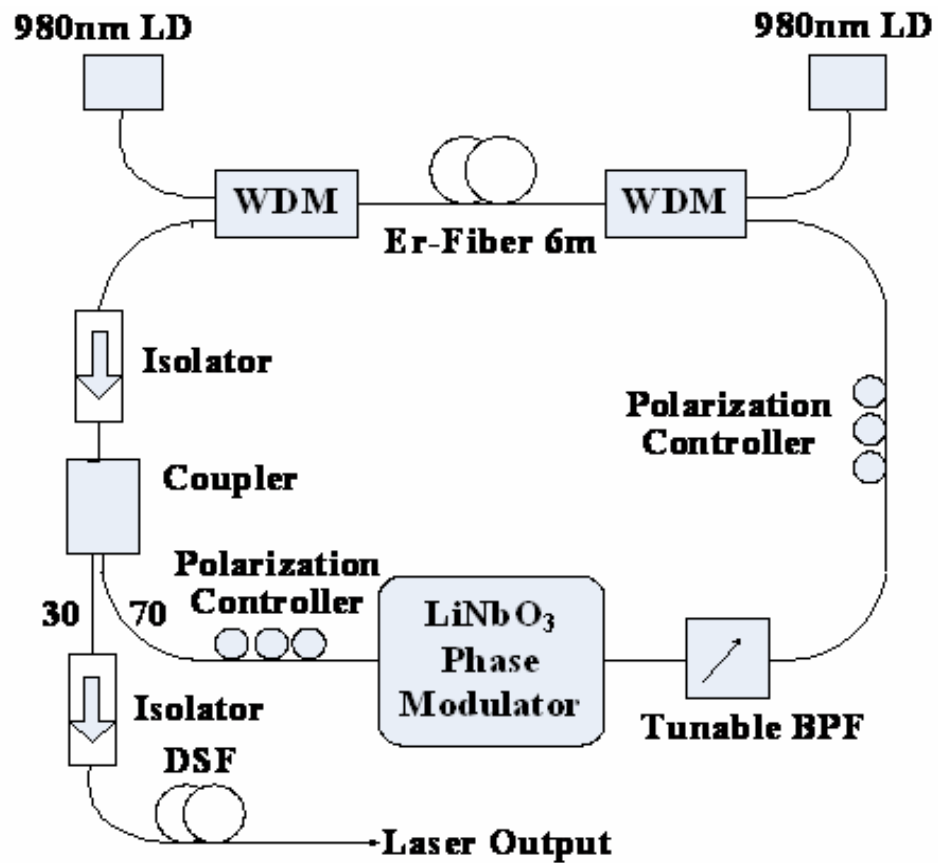 980nm LD
980nm LD
WDM
WDM
Er-Fiber 6m
Isolator
Polarization
Controller
Coupler
Polarization
Controller
30
70
LiNbO₃
Phase
Modulator
Isolator
Tunable BPF
DSF
Laser Output